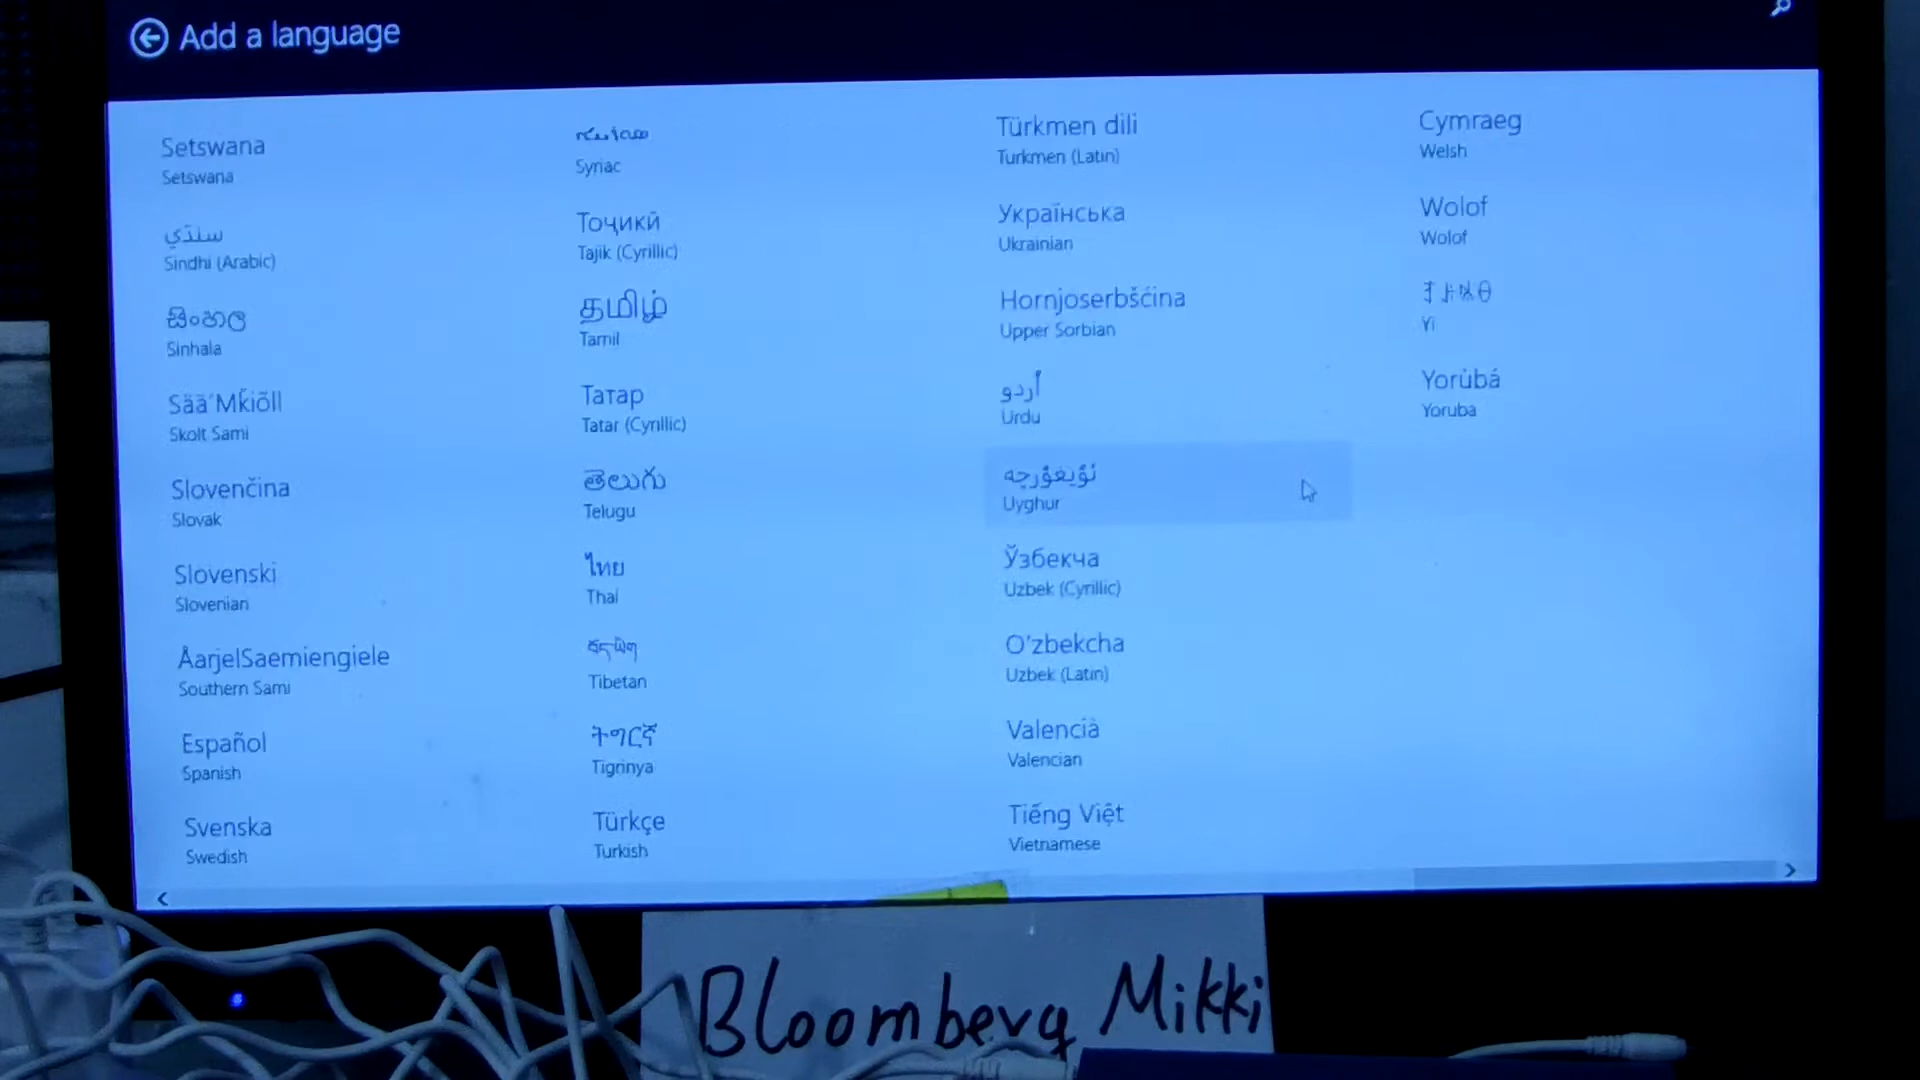 Add a language
Setswana
Setswana
سنڌي
Sindhi (Arabic)
සිංහල
Sinhala
Sääʹmǩiõll
Skolt Sami
Slovenčina
Slovak
Slovenski
Slovenian
ÅarjelSaemiengiele
Southern Sami
Español
Spanish
Svenska
Swedish
ܣܘܪܝܝܐ
Syriac
Тоҷикӣ
Tajik (Cyrillic)
தமிழ்
Tamil
Татар
Tatar (Cyrillic)
తెలుగు
Telugu
ไทย
Thai
བོད་ཡིག
Tibetan
ትግርኛ
Tigrinya
Türkçe
Turkish
Türkmen dili
Turkmen (Latin)
Українська
Ukrainian
Hornjoserbšćina
Upper Sorbian
اُردو
Urdu
ئۇيغۇرچە
Uyghur
Ўзбекча
Uzbek (Cyrillic)
O'zbekcha
Uzbek (Latin)
Valencià
Valencian
Tiếng Việt
Vietnamese
Cymraeg
Welsh
Wolof
Wolof
ꆈꌠꁱꂷ
Yi
Yorùbá
Yoruba
Bloomberg Mikki